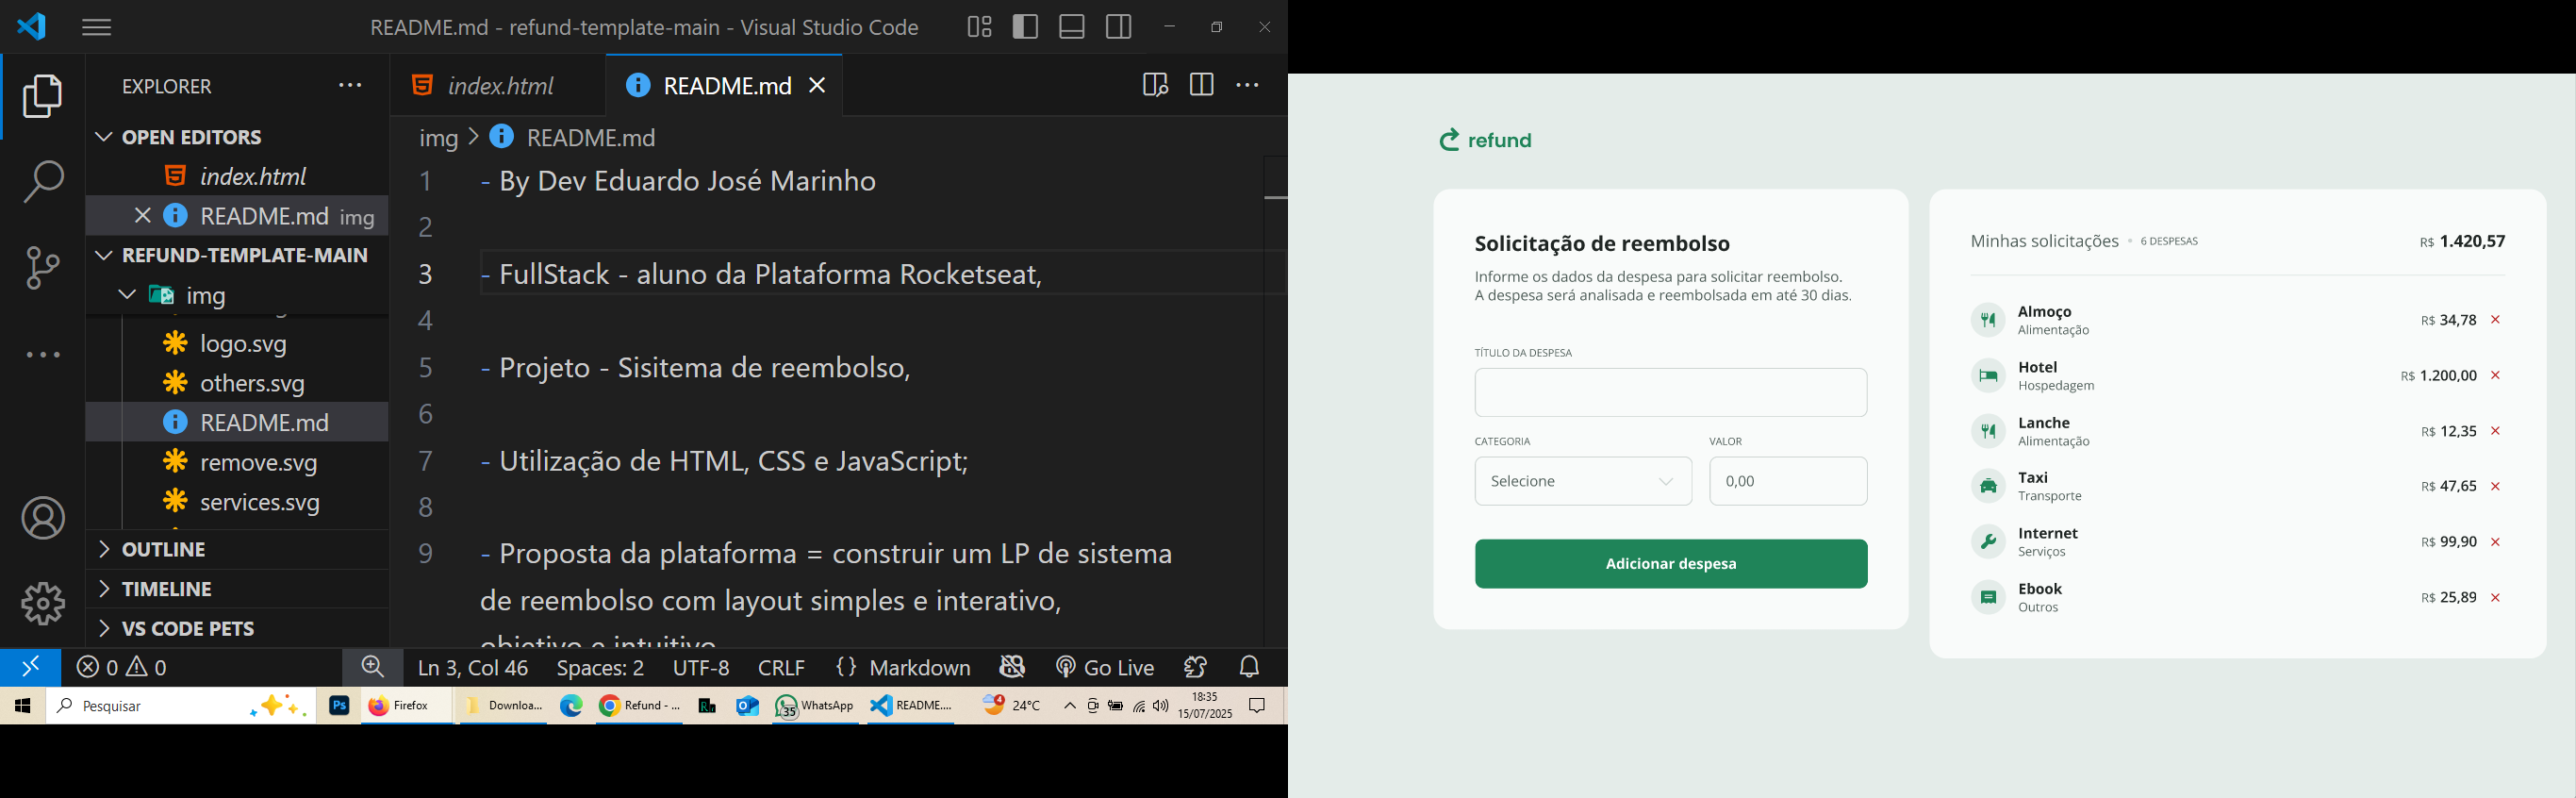 README.md - refund-template-main - Visual Studio Code
EXPLORER
OPEN EDITORS
index.html
README.md img
REFUND-TEMPLATE-MAIN
img
logo.svg
others.svg
README.md
remove.svg
services.svg
OUTLINE
TIMELINE
VS CODE PETS
index.html
README.md
img > README.md
1 - By Dev Eduardo José Marinho
2
3 - FullStack - aluno da Plataforma Rocketseat,
4
5 - Projeto - Sisitema de reembolso,
6
7 - Utilização de HTML, CSS e JavaScript;
8
9 - Proposta da plataforma = construir um LP de sistema
de reembolso com layout simples e interativo,
objetivo e intuitivo
0 0
Ln 3, Col 46 Spaces: 2 UTF-8 CRLF {} Markdown Go Live
Pesquisar
Ps
Firefox
Downloa...
Refund - ...
WhatsApp
35
README....
4
24°C
18:35
15/07/2025
refund
Solicitação de reembolso
Informe os dados da despesa para solicitar reembolso.
A despesa será analisada e reembolsada em até 30 dias.
TÍTULO DA DESPESA
CATEGORIA VALOR
Selecione 0,00
Adicionar despesa
Minhas solicitações • 6 DESPESAS R$ 1.420,57
Almoço
Alimentação
R$ 34,78
Hotel
Hospedagem
R$ 1.200,00
Lanche
Alimentação
R$ 12,35
Taxi
Transporte
R$ 47,65
Internet
Serviços
R$ 99,90
Ebook
Outros
R$ 25,89